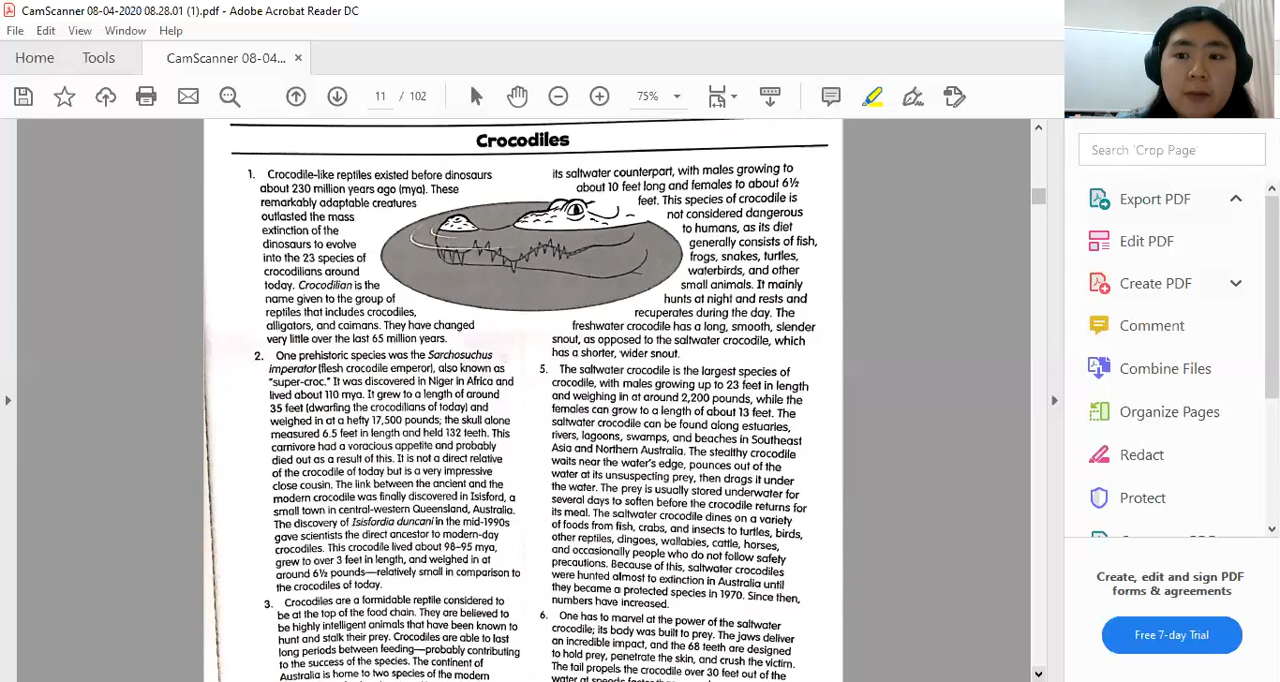 CamScanner 08-04-2020 08.28.01 (1).pdf - Adobe Acrobat Reader DC
File Edit View Window Help
Home Tools CamScanner 08-04... ×
11 / 102 75%
Crocodiles
1. Crocodile-like reptiles existed before dinosaurs
about 230 million years ago (mya). These
remarkably adaptable creatures
outlasted the mass
extinction of the
dinosaurs to evolve
into the 23 species of
crocodilians around
today. Crocodilian is the
name given to the group of
reptiles that includes crocodiles,
alligators, and caimans. They have changed
very little over the last 65 million years.
2. One prehistoric species was the Sarchosuchus
imperator (flesh crocodile emperor), also known as
"super-croc." It was discovered in Niger in Africa and
lived about 110 mya. It grew to a length of around
35 feet (dwarfing the crocodilians of today) and
weighed in at a hefty 17,500 pounds; the skull alone
measured 6.5 feet in length and held 132 teeth. This
carnivore had a voracious appetite and probably
died out as a result of this. It is not a direct relative
of the crocodile of today but is a very impressive
close cousin. The link between the ancient and the
modern crocodile was finally discovered in Isisford, a
small town in central-western Queensland, Australia.
The discovery of Isisfordia duncani in the mid-1990s
gave scientists the direct ancestor to modern-day
crocodiles. This crocodile lived about 98–95 mya,
grew to over 3 feet in length, and weighed in at
around 6½ pounds—relatively small in comparison to
the crocodiles of today.
3. Crocodiles are a formidable reptile considered to
be at the top of the food chain. They are believed to
be highly intelligent animals that have been known to
hunt and stalk their prey. Crocodiles are able to last
long periods between feeding—probably contributing
to the success of the species. The continent of
Australia is home to two species of the modern
its saltwater counterpart, with males growing to
about 10 feet long and females to about 6½
feet. This species of crocodile is
not considered dangerous
to humans, as its diet
generally consists of fish,
frogs, snakes, turtles,
waterbirds, and other
small animals. It mainly
hunts at night and rests and
recuperates during the day. The
freshwater crocodile has a long, smooth, slender
snout, as opposed to the saltwater crocodile, which
has a shorter, wider snout.
5. The saltwater crocodile is the largest species of
crocodile, with males growing up to 23 feet in length
and weighing in at around 2,200 pounds, while the
females can grow to a length of about 13 feet. The
saltwater crocodile can be found along estuaries,
rivers, lagoons, swamps, and beaches in Southeast
Asia and Northern Australia. The stealthy crocodile
waits near the water's edge, pounces out of the
water at its unsuspecting prey, then drags it under
the water. The prey is usually stored underwater for
several days to soften before the crocodile returns for
its meal. The saltwater crocodile dines on a variety
of foods from fish, crabs, and insects to turtles, birds,
other reptiles, dingoes, wallabies, cattle, horses,
and occasionally people who do not follow safety
precautions. Because of this, saltwater crocodiles
were hunted almost to extinction in Australia until
they became a protected species in 1970. Since then,
numbers have increased.
6. One has to marvel at the power of the saltwater
crocodile; its body was built to prey. The jaws deliver
an incredible impact, and the 68 teeth are designed
to hold prey, penetrate the skin, and crush the victim.
The tail propels the crocodile over 30 feet out of the
water at speeds faster
Search 'Crop Page'
Export PDF
Edit PDF
Create PDF
Comment
Combine Files
Organize Pages
Redact
Protect
Create, edit and sign PDF
forms & agreements
Free 7-day Trial